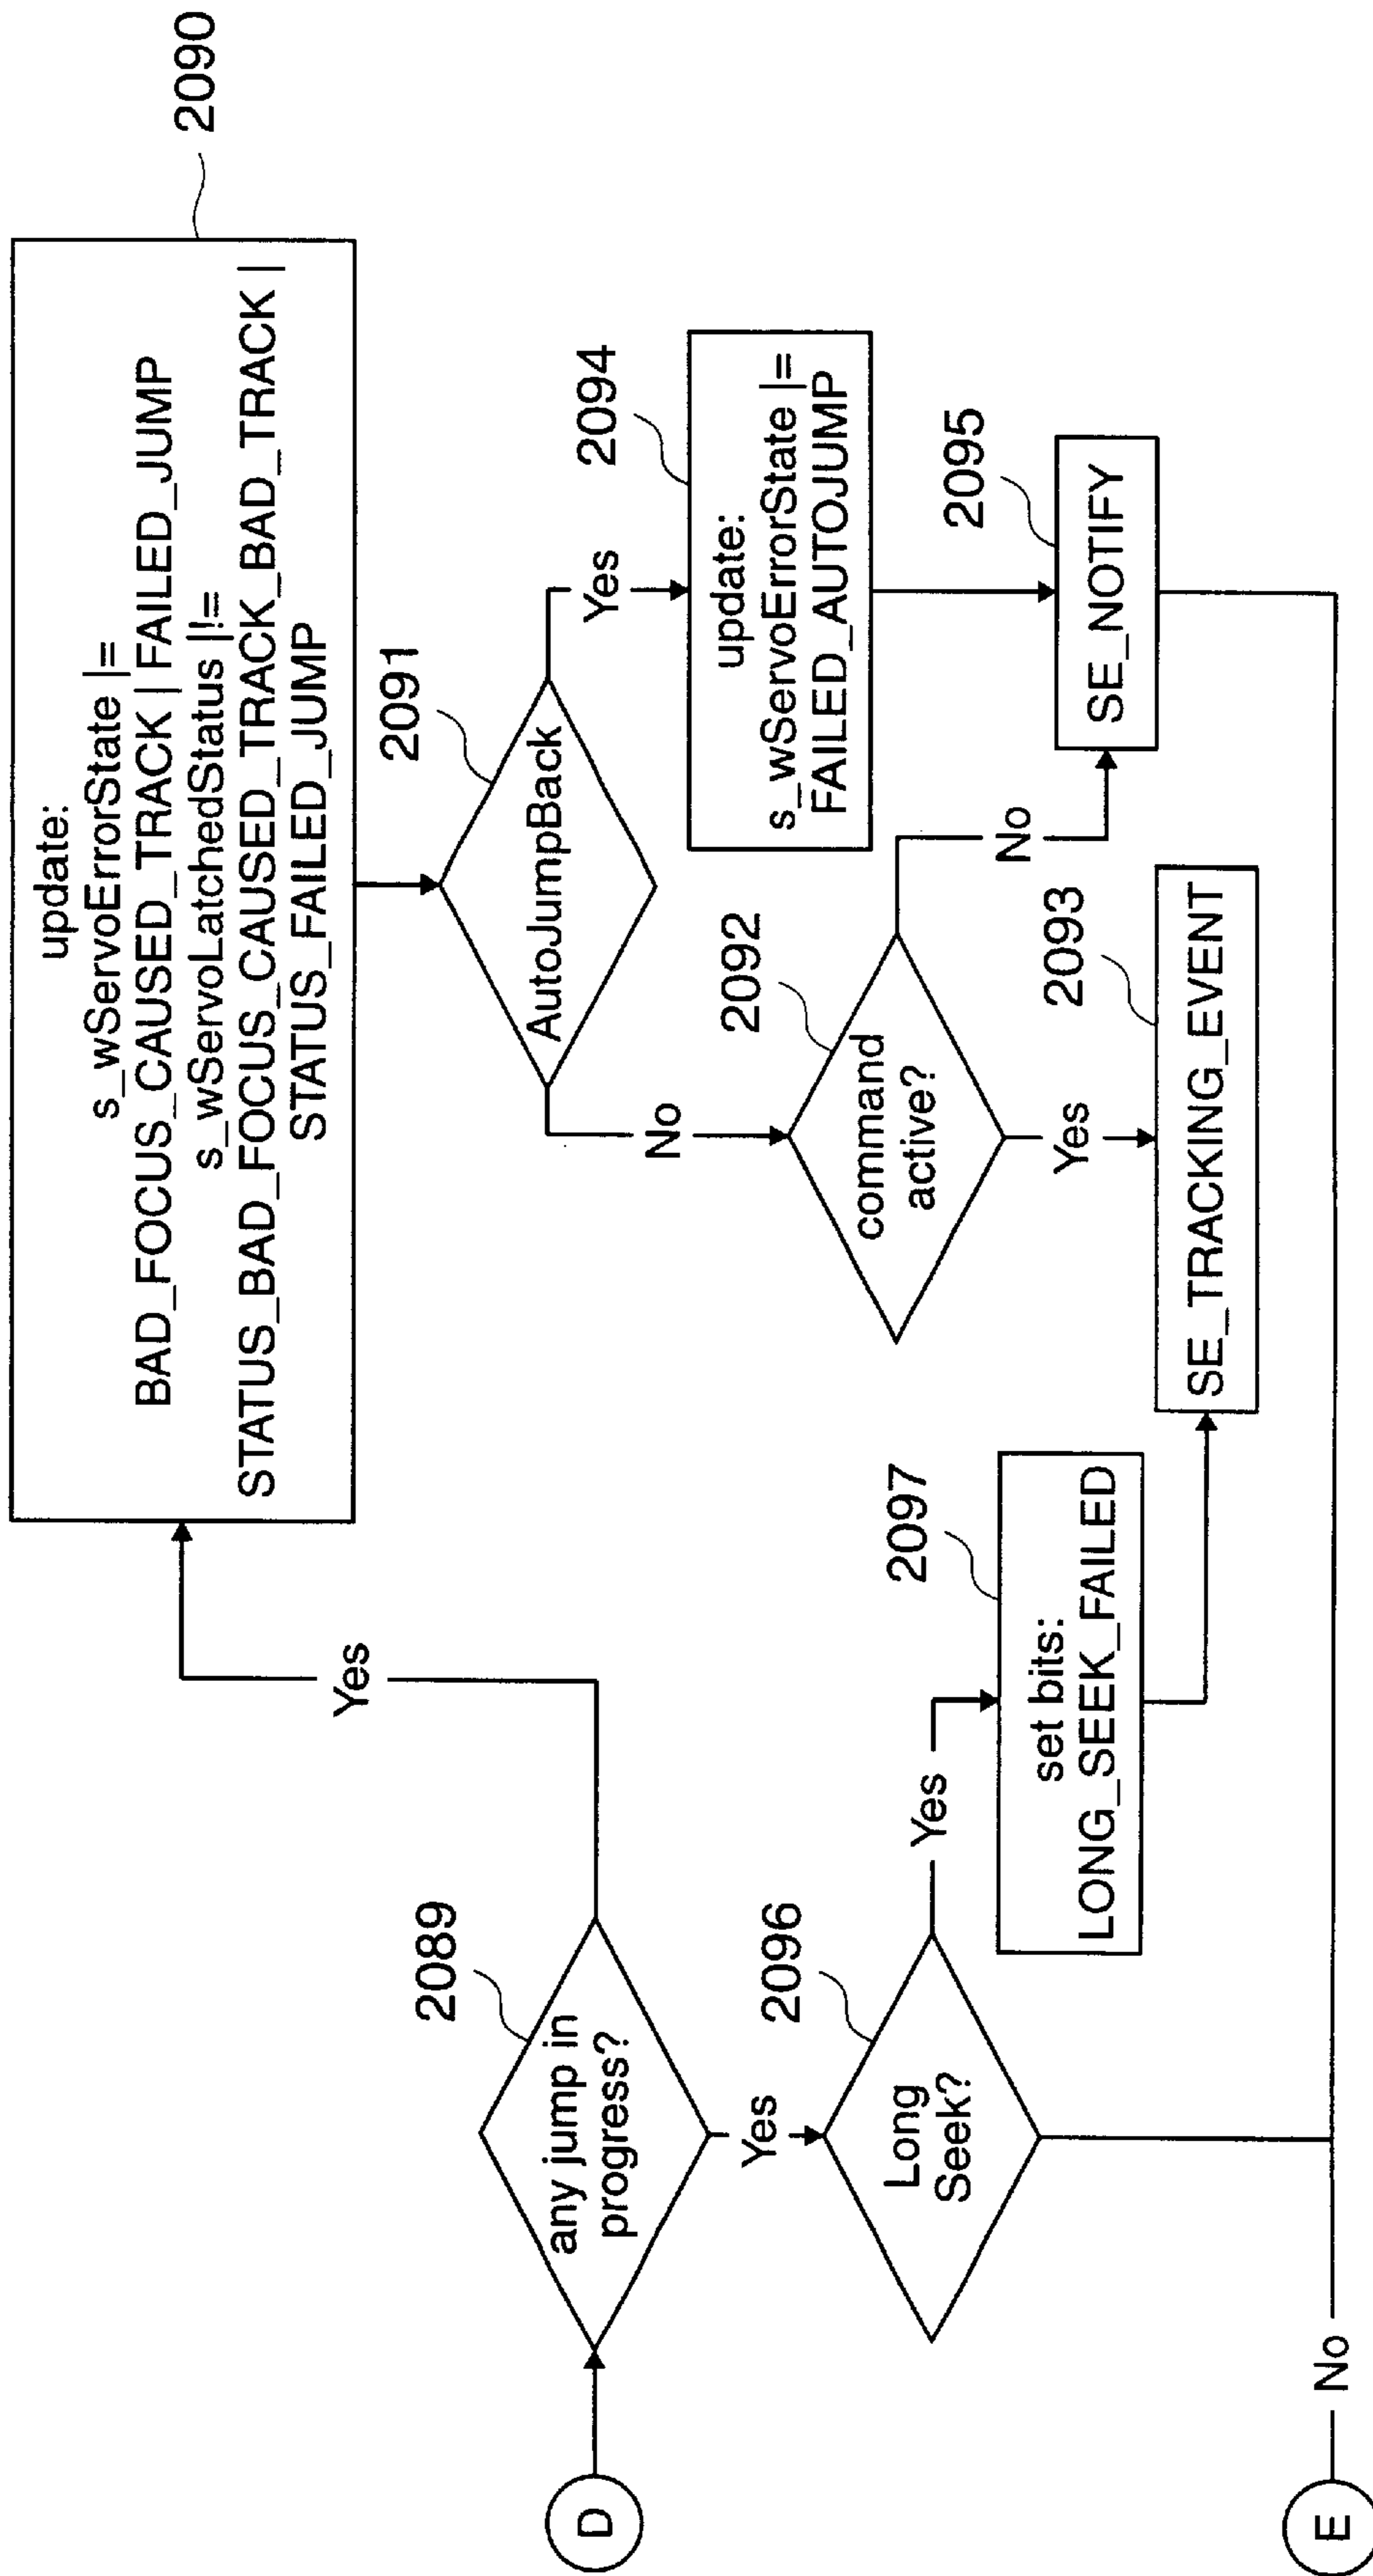 D
any jump in
progress?
2089
Yes
update:
s_wServoErrorState |=
BAD_FOCUS_CAUSED_TRACK | FAILED_JUMP
s_wServoLatchedStatus |!=
STATUS_BAD_FOCUS_CAUSED_TRACK_BAD_TRACK |
STATUS_FAILED_JUMP
2090
AutoJumpBack
2091
Yes
update:
s_wServoErrorState |=
FAILED_AUTOJUMP
2094
No
command
active?
2092
No
SE_NOTIFY
2095
Yes
SE_TRACKING_EVENT
2093
Yes
Long
Seek?
2096
Yes
set bits:
LONG_SEEK_FAILED
2097
E
No